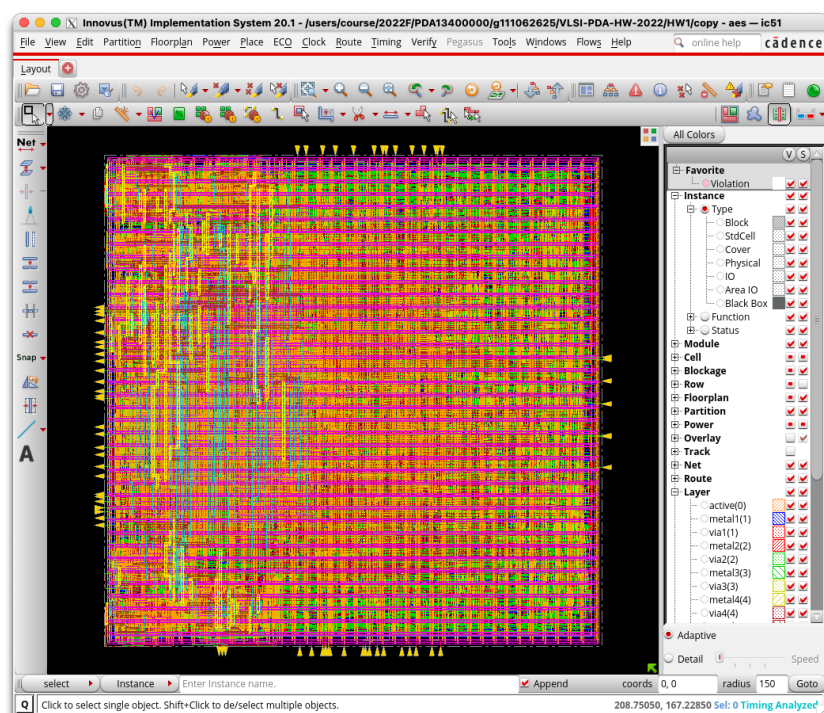 Innovus(TM) Implementation System 20.1 - /users/course/2022F/PDA13400000/g111062625/VLSI-PDA-HW-2022/HW1/copy - aes — ic51
File View Edit Partition Floorplan Power Place ECO Clock Route Timing Verify Pegasus Tools Windows Flows Help online help cādence
Layout
All Colors
Net
V S
Favorite
Violation
Instance
Type
Block
StdCell
Cover
Physical
IO
Area IO
Black Box
Function
Status
Module
Snap
Cell
Blockage
Row
Floorplan
Partition
Power
Overlay
Track
A
Net
Route
Layer
active(0)
metal1(1)
via1(1)
metal2(2)
via2(2)
metal3(3)
via3(3)
metal4(4)
via4(4)
Adaptive
Detail Speed
select Instance Enter Instance name. Append coords 0, 0 radius 150 Goto
Q Click to select single object. Shift+Click to de/select multiple objects. 208.75050, 167.22850 Sel: 0 Timing Analyzed